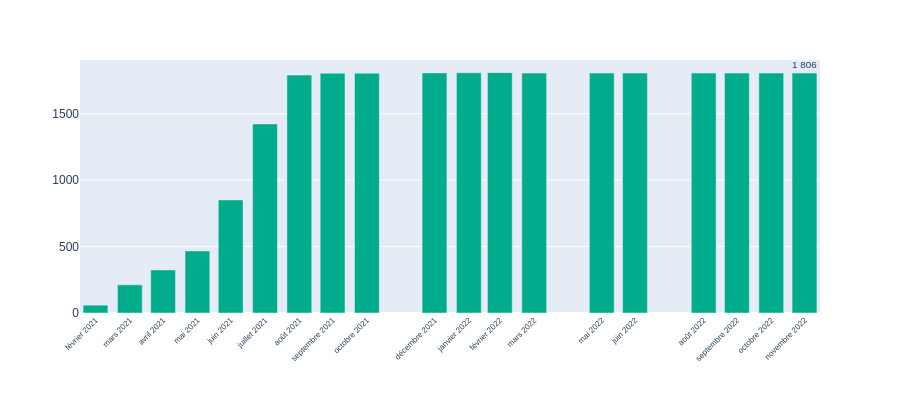 1 806
1500
1000
500
0
février 2021
mars 2021
avril 2021
mai 2021
juin 2021
juillet 2021
août 2021
septembre 2021
octobre 2021
décembre 2021
janvier 2022
février 2022
mars 2022
mai 2022
juin 2022
août 2022
septembre 2022
octobre 2022
novembre 2022